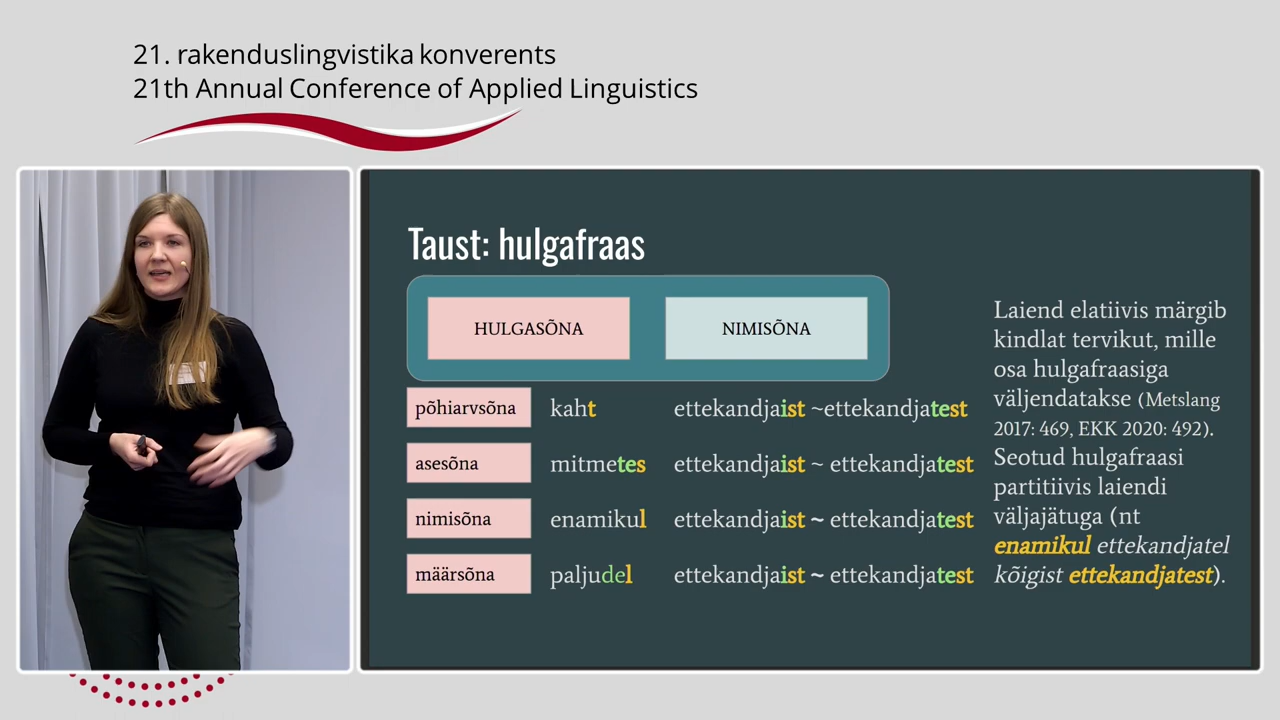 21. rakenduslingvistika konverents
21th Annual Conference of Applied Linguistics
Taust: hulgafraas
HULGASÕNA
NIMISÕNA
põhiarvsõna kaht ettekandjaist ~ettekandjatest
asesõna mitmetes ettekandjaist ~ ettekandjatest
nimisõna enamikul ettekandjaist ~ ettekandjatest
määrsõna paljudel ettekandjaist ~ ettekandjatest
Laiend elatiivis märgib
kindlat tervikut, mille
osa hulgafraasiga
väljendatakse (Metslang
2017: 469, EKK 2020: 492).
Seotud hulgafraasi
partitiivis laiendi
väljajätuga (nt
enamikul ettekandjatel
kõigist ettekandjatest).